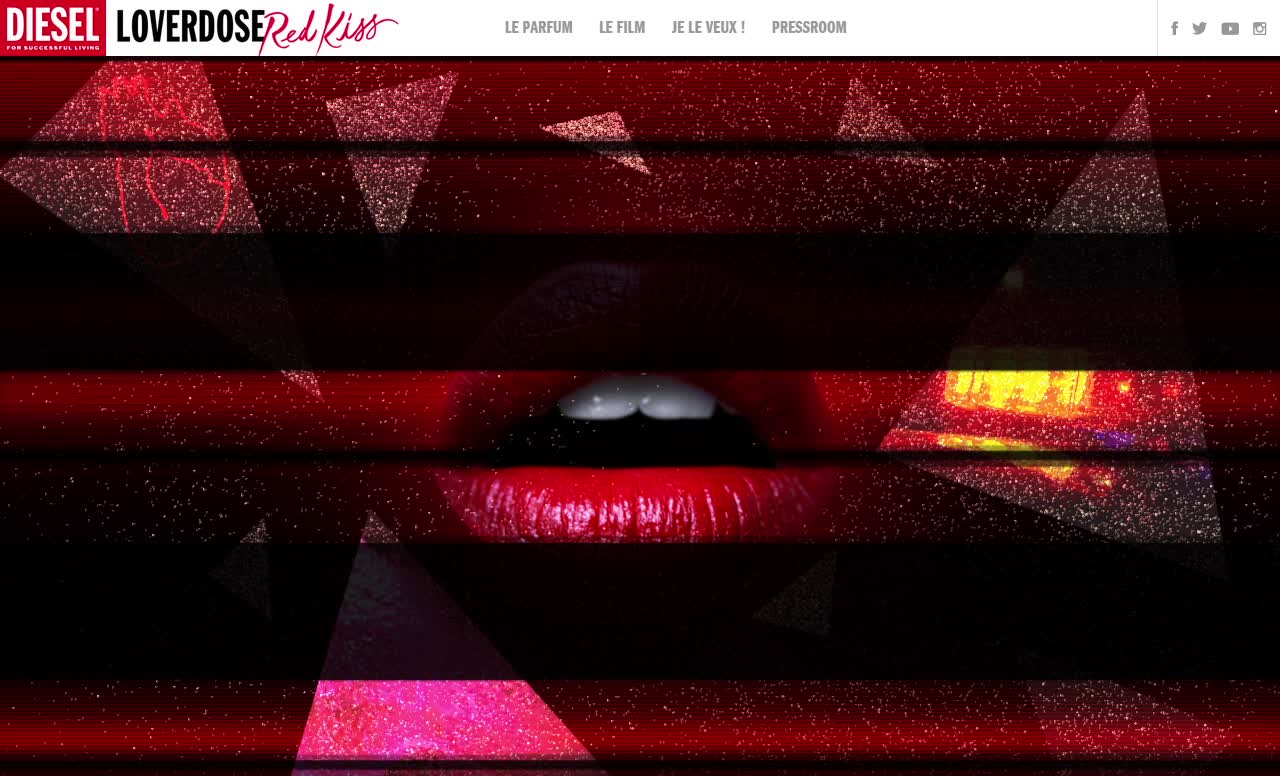 DIESEL
FOR SUCCESSFUL LIVING
LOVERDOSE Red Kiss
LE PARFUM LE FILM JE LE VEUX ! PRESSROOM